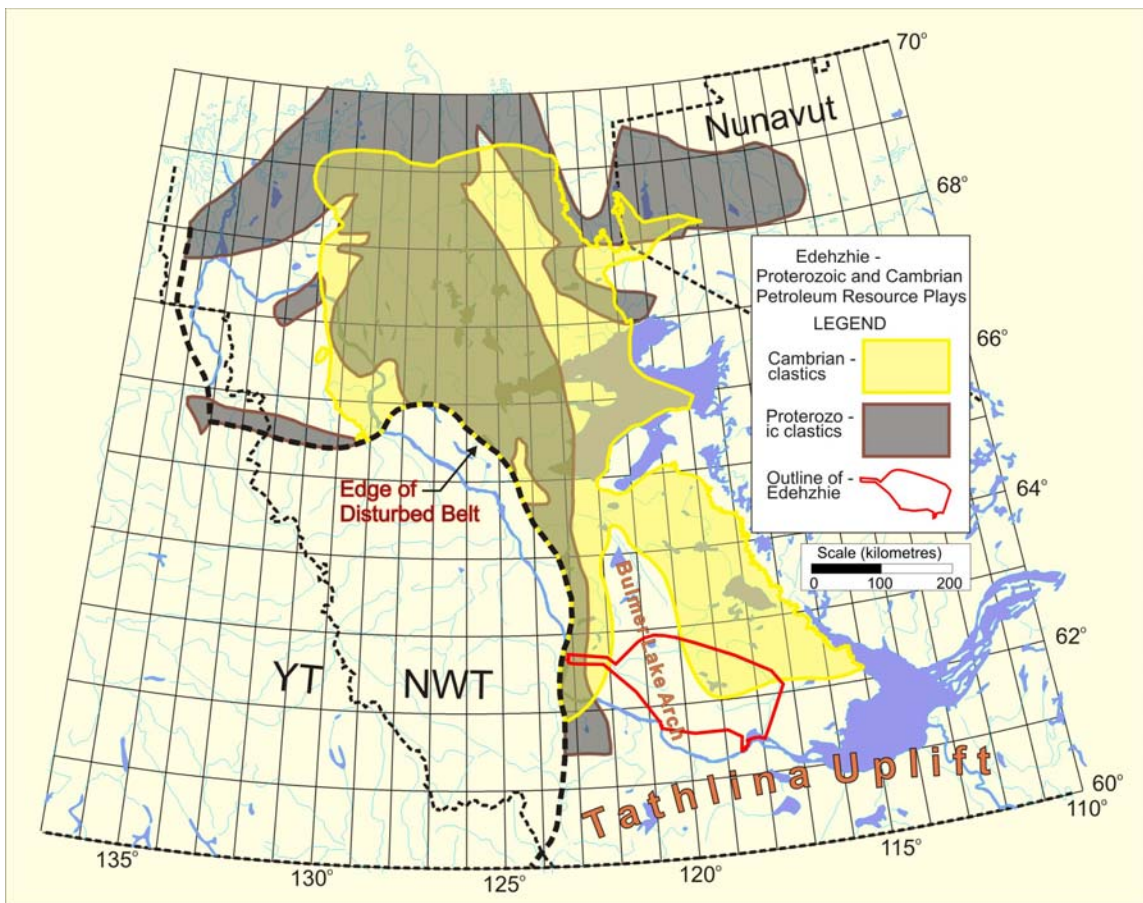 70°
Nunavut
68°
Edehzhie -
Proterozoic and Cambrian
Petroleum Resource Plays
LEGEND
Cambrian -
clastics
Proterozo -
ic clastics
Outline of -
Edehzhie
66°
Edge of
Disturbed Belt
64°
Scale (kilometres)
0 100 200
Bulmer Lake Arch
62°
YT
NWT
Tathlina Uplift
60°
110°
115°
120°
125°
130°
135°